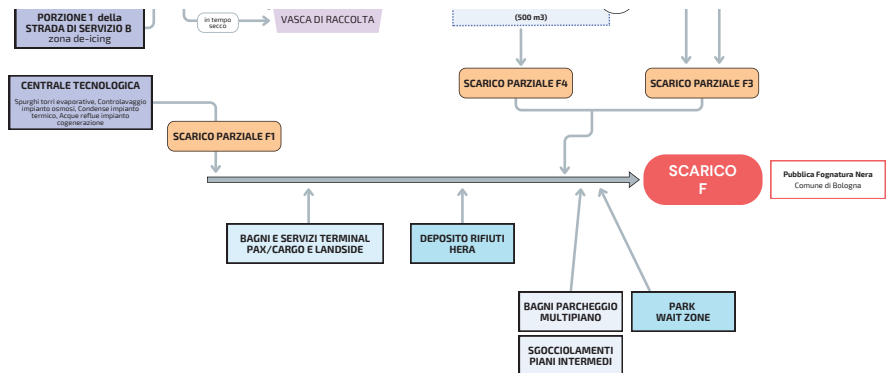 PORZIONE 1 della
STRADA DI SERVIZIO B
zona de-icing
in tempo
secco
VASCA DI RACCOLTA
(500 m3)
CENTRALE TECNOLOGICA
Spurghi torri evaporative, Controlavaggio
impianto osmosi, Condense impianto
termico, Acque reflue impianto
cogenerazione
SCARICO PARZIALE F4
SCARICO PARZIALE F3
SCARICO PARZIALE F1
SCARICO
F
Pubblica Fognatura Nera
Comune di Bologna
BAGNI E SERVIZI TERMINAL
PAX/CARGO E LANDSIDE
DEPOSITO RIFIUTI
HERA
BAGNI PARCHEGGIO
MULTIPIANO
PARK
WAIT ZONE
SGOCCIOLAMENTI
PIANI INTERMEDI